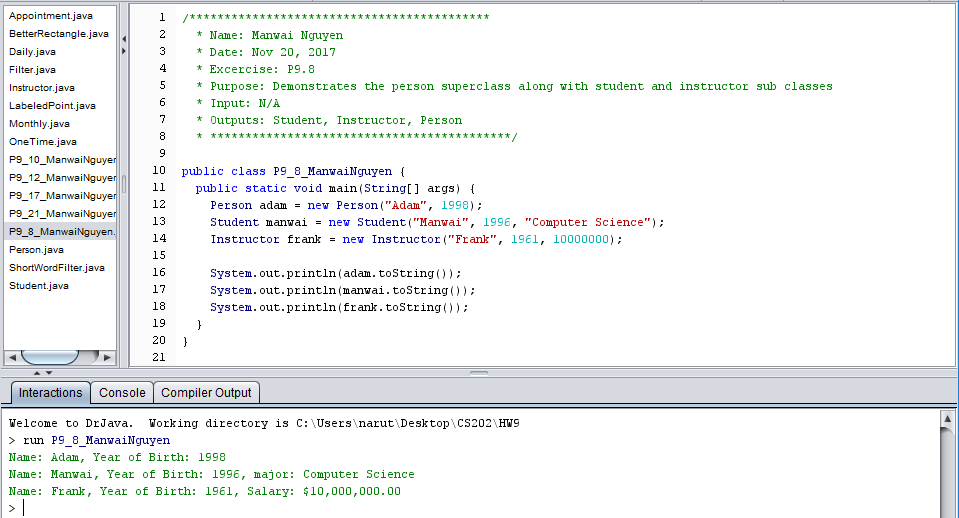 Appointment.java
BetterRectangle.java
Daily.java
Filter.java
Instructor.java
LabeledPoint.java
Monthly.java
OneTime.java
P9_10_ManwaiNguyen
P9_12_ManwaiNguyen
P9_17_ManwaiNguyen
P9_21_ManwaiNguyen
P9_8_ManwaiNguyen.
Person.java
ShortWordFilter.java
Student.java
1 /*******************************************
2 * Name: Manwai Nguyen
3 * Date: Nov 20, 2017
4 * Excercise: P9.8
5 * Purpose: Demonstrates the person superclass along with student and instructor sub classes
6 * Input: N/A
7 * Outputs: Student, Instructor, Person
8 * *******************************************/
9
10 public class P9_8_ManwaiNguyen {
11 public static void main(String[] args) {
12 Person adam = new Person("Adam", 1998);
13 Student manwai = new Student("Manwai", 1996, "Computer Science");
14 Instructor frank = new Instructor("Frank", 1961, 10000000);
15
16 System.out.println(adam.toString());
17 System.out.println(manwai.toString());
18 System.out.println(frank.toString());
19 }
20 }
21
Interactions Console Compiler Output
Welcome to DrJava. Working directory is C:\Users\narut\Desktop\CS202\HW9
> run P9_8_ManwaiNguyen
Name: Adam, Year of Birth: 1998
Name: Manwai, Year of Birth: 1996, major: Computer Science
Name: Frank, Year of Birth: 1961, Salary: $10,000,000.00
>